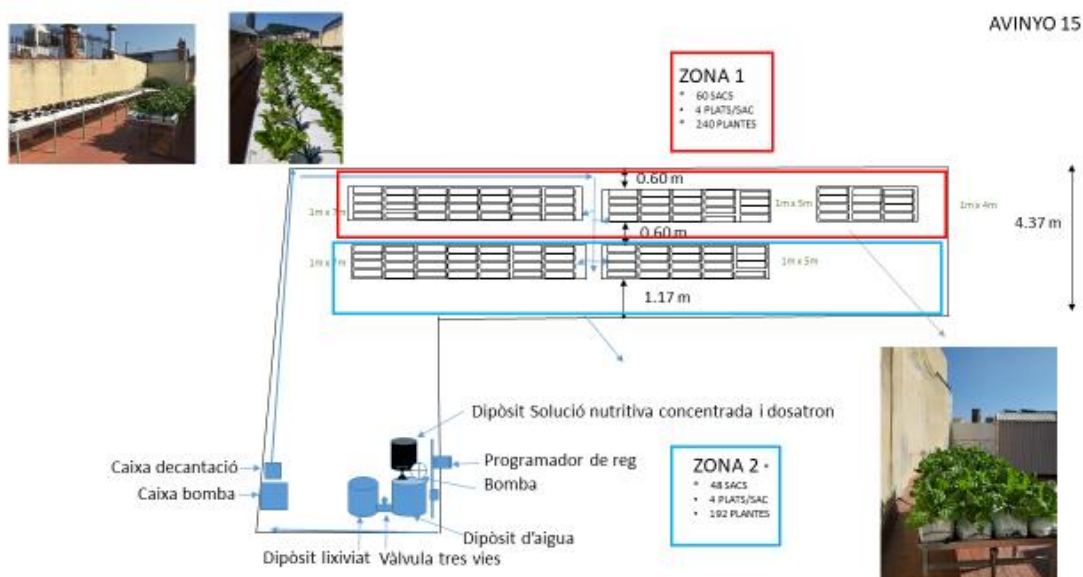 AVINYO 15
ZONA 1
60 SACS
4 PLATS/SAC
240 PLANTES
0.60 m
1m x 7m
1m x 5m
1m x 4m
4.37 m
0.60 m
1m x 7m
1m x 5m
1.17 m
Dipòsit Solució nutritiva concentrada i dosatron
Caixa decantació
Programador de reg
Caixa bomba
Bomba
Dipòsit d'aigua
Dipòsit lixiviat
Vàlvula tres vies
ZONA 2
48 SACS
4 PLATS/SAC
192 PLANTES